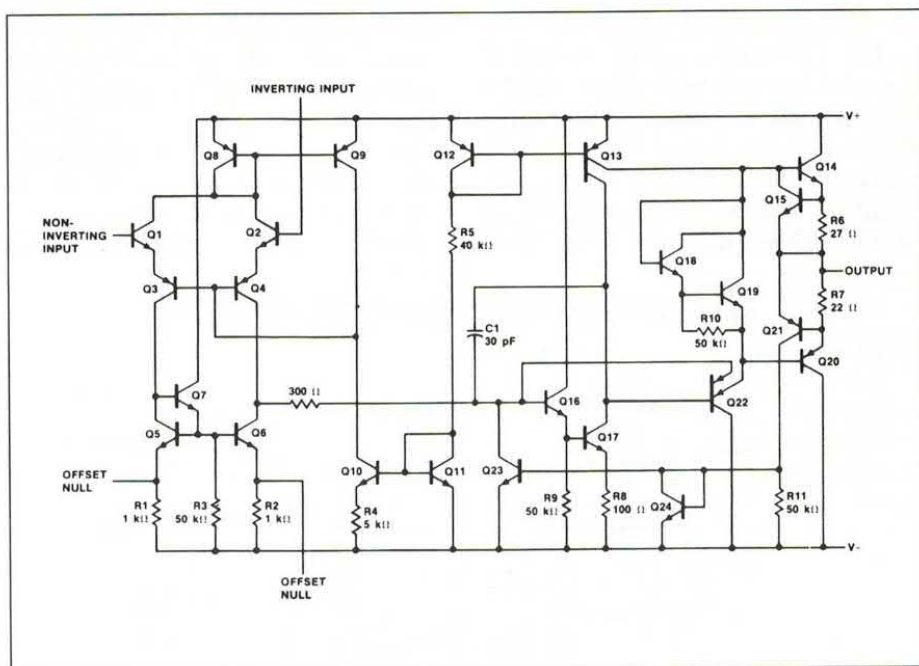 INVERTING INPUT
V+
Q8
Q9
Q12
Q13
Q14
Q15
NON-
INVERTING
INPUT
Q1
Q2
R5
40 kΩ
R6
27 Ω
OUTPUT
Q3
Q4
Q18
Q19
R7
22 Ω
C1
30 pF
R10
50 kΩ
Q21
Q20
Q7
300 Ω
Q16
Q22
Q5
Q6
Q17
OFFSET
NULL
Q10
Q11
Q23
R1
1 kΩ
R3
50 kΩ
R2
1 kΩ
R4
5 kΩ
R9
50 kΩ
R8
100 Ω
Q24
R11
50 kΩ
V-
OFFSET
NULL